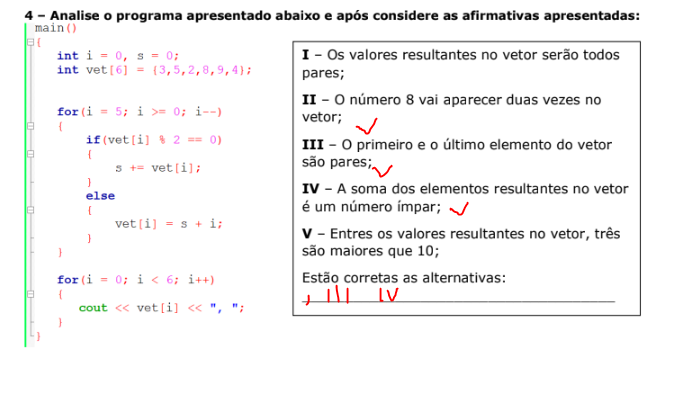 4 – Analise o programa apresentado abaixo e após considere as afirmativas apresentadas:
main()
{
int i = 0, s = 0;
int vet[6] = {3,5,2,8,9,4};
for(i = 5; i >= 0; i--)
{
if(vet[i] % 2 == 0)
{
s += vet[i];
}
else
{
vet[i] = s + i;
}
}
for(i = 0; i < 6; i++)
{
cout << vet[i] << ", ";
}
}
I – Os valores resultantes no vetor serão todos
pares;
II – O número 8 vai aparecer duas vezes no
vetor;
III – O primeiro e o último elemento do vetor
são pares;
IV – A soma dos elementos resultantes no vetor
é um número ímpar;
V – Entres os valores resultantes no vetor, três
são maiores que 10;
Estão corretas as alternativas:
, III IV